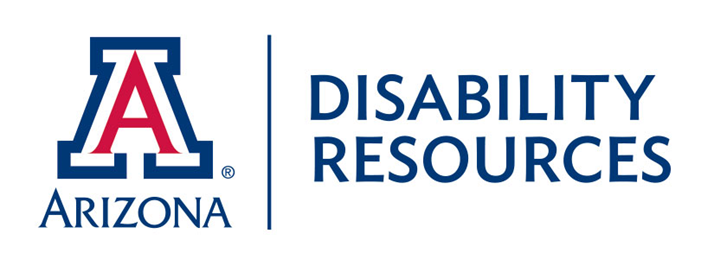 A®
ARIZONA
DISABILITY
RESOURCES